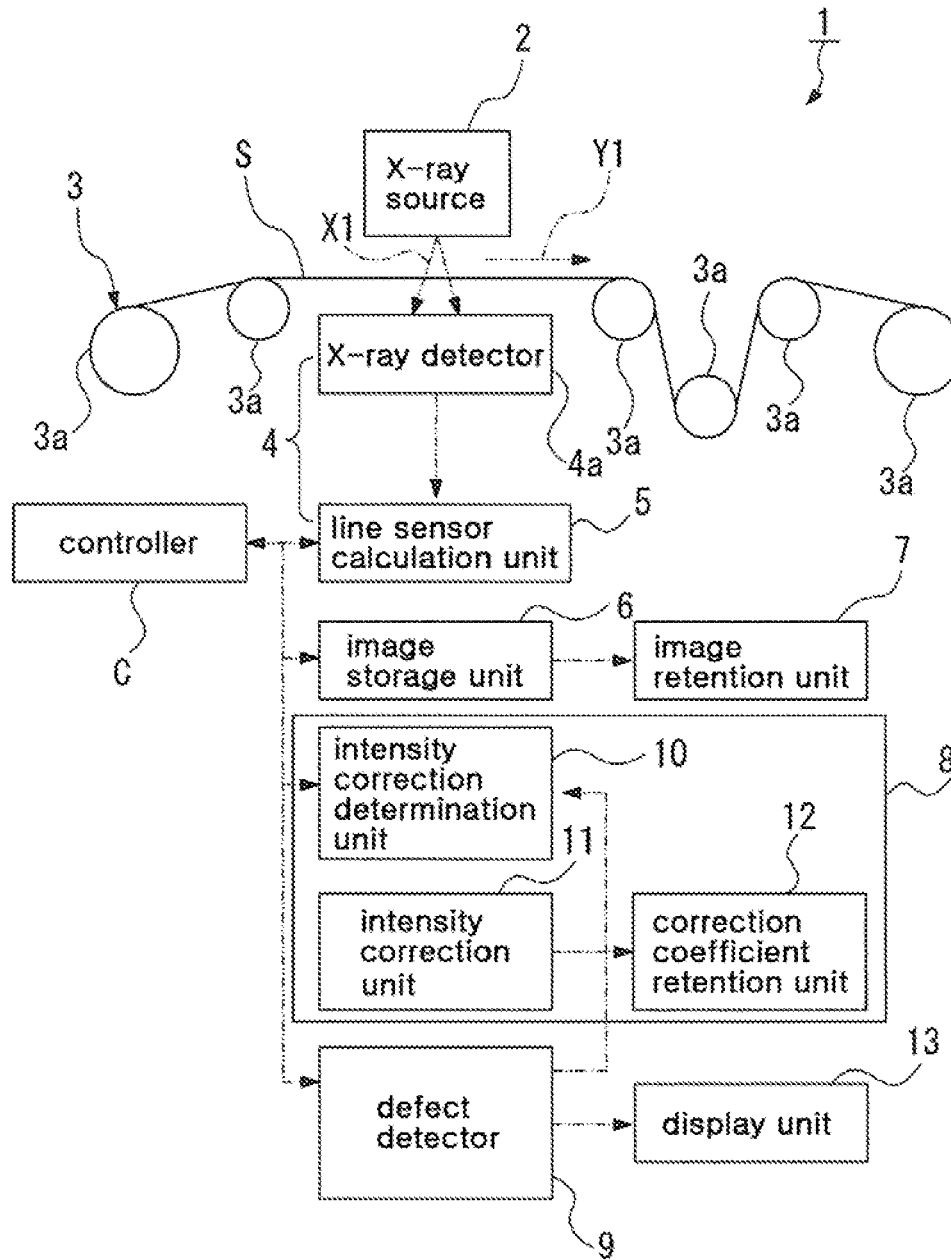 1
2
X-ray
source
S
Y1
3
X1
3a
X-ray detector
3a
3a
3a
3a
3a
4
4a
5
controller
line sensor
calculation unit
C
6
7
image
storage unit
image
retention unit
intensity
correction
determination
unit
10
8
11
12
intensity
correction
unit
correction
coefficient
retention unit
13
defect
detector
display unit
9